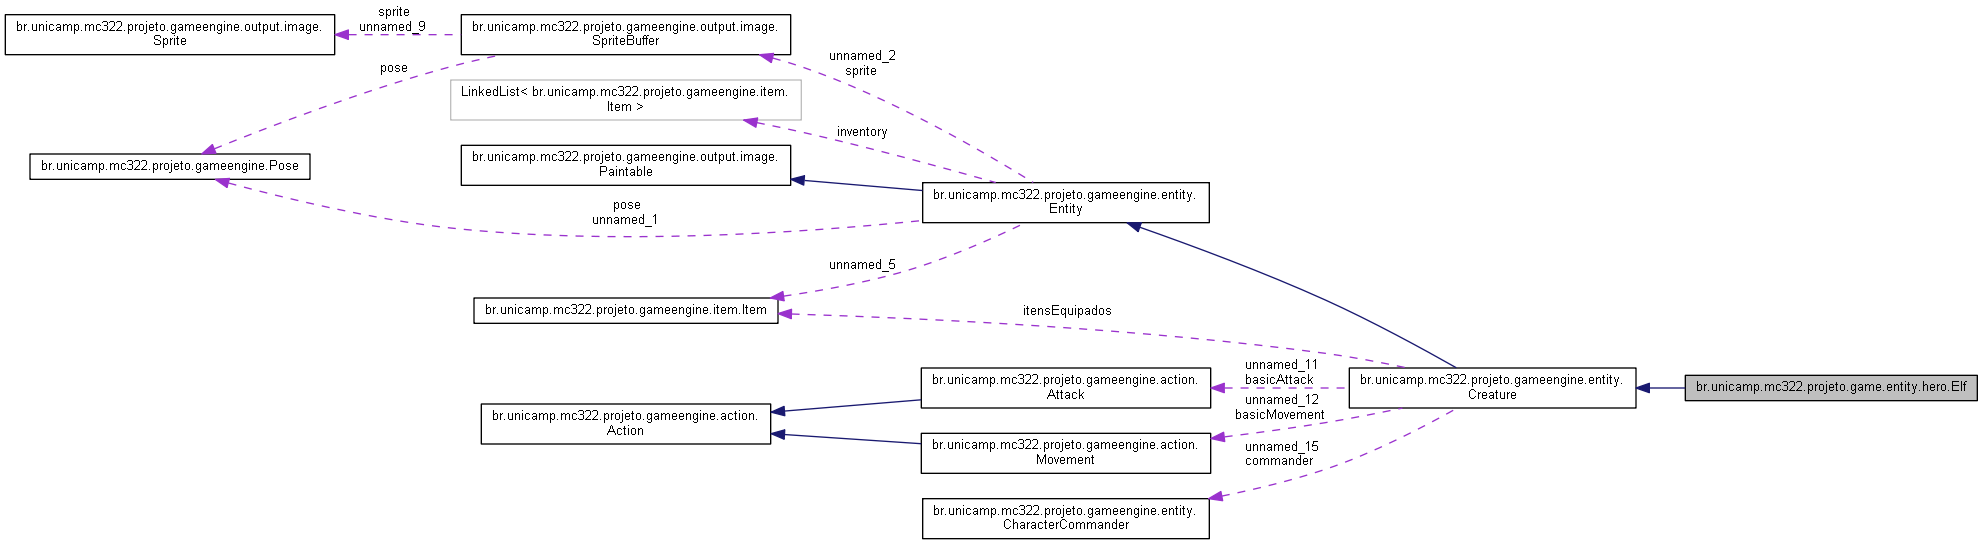 br.unicamp.mc322.projeto.gameengine.output.image.
Sprite
sprite
unnamed_9
br.unicamp.mc322.projeto.gameengine.output.image.
SpriteBuffer
pose
unnamed_2
sprite
LinkedList< br.unicamp.mc322.projeto.gameengine.item.
Item >
inventory
br.unicamp.mc322.projeto.gameengine.Pose
br.unicamp.mc322.projeto.gameengine.output.image.
Paintable
br.unicamp.mc322.projeto.gameengine.entity.
Entity
pose
unnamed_1
unnamed_5
br.unicamp.mc322.projeto.gameengine.item.Item
itensEquipados
br.unicamp.mc322.projeto.gameengine.action.
Action
br.unicamp.mc322.projeto.gameengine.action.
Attack
unnamed_11
basicAttack
br.unicamp.mc322.projeto.gameengine.entity.
Creature
br.unicamp.mc322.projeto.game.entity.hero.Elf
unnamed_12
basicMovement
br.unicamp.mc322.projeto.gameengine.action.
Movement
unnamed_15
commander
br.unicamp.mc322.projeto.gameengine.entity.
CharacterCommander